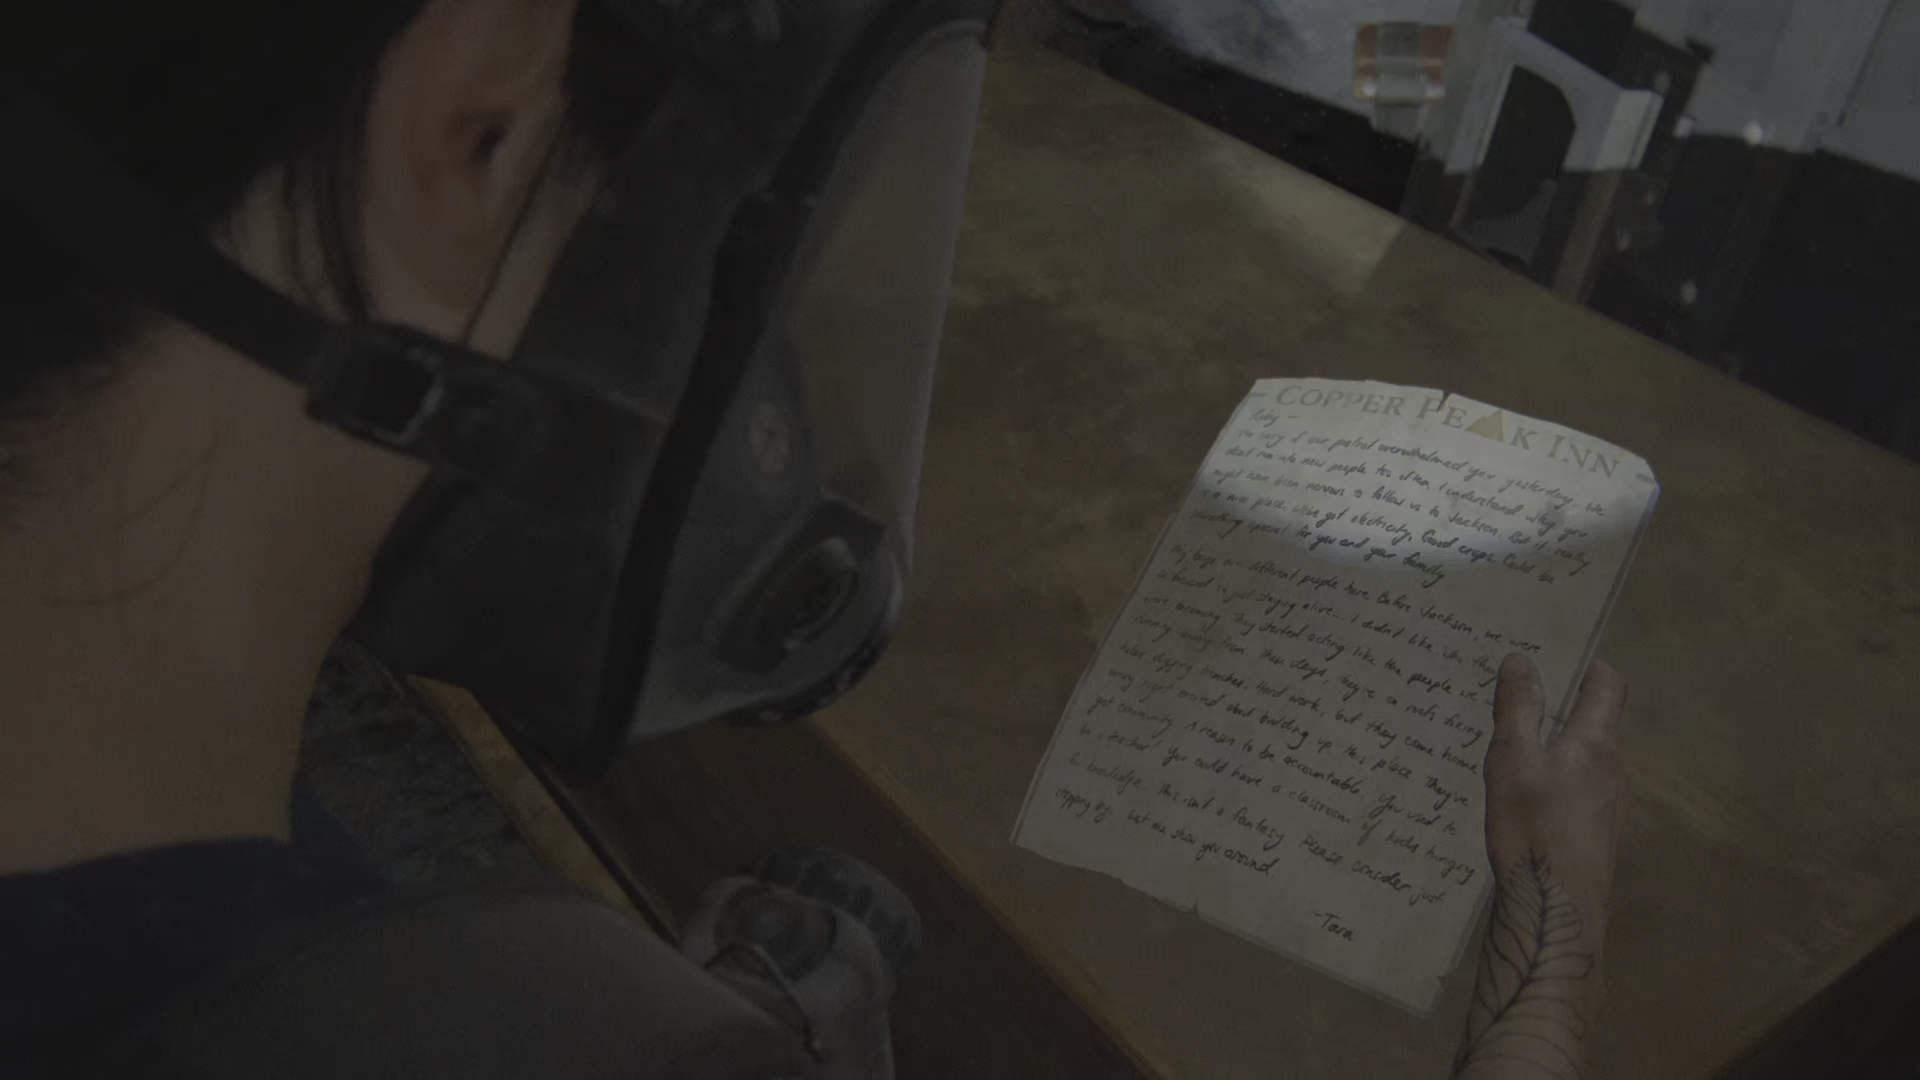 COPPER PEAK INN
Ruby -
I'm sorry if our patrol overwhelmed you yesterday. We
don't run into new people too often. I understand why you
might have been nervous to follow us to Jackson. But it really
is a nice place. We've got electricity. Good crops. Could be
something special for you and your family.
My boys are different people here. Before Jackson, we were
so focused on just staying alive... I didn't like who they
were becoming. They started acting like the people we were
running away from. These days, they're on roofs fixing
tiles, digging trenches. Hard work, but they come home
every night excited about building up this place. They've
got community. A reason to be accountable. You used to
be a teacher! You could have a classroom of kids hungry
for knowledge. This isn't a fantasy. Please consider just
stopping by. Let me show you around.
-Tara